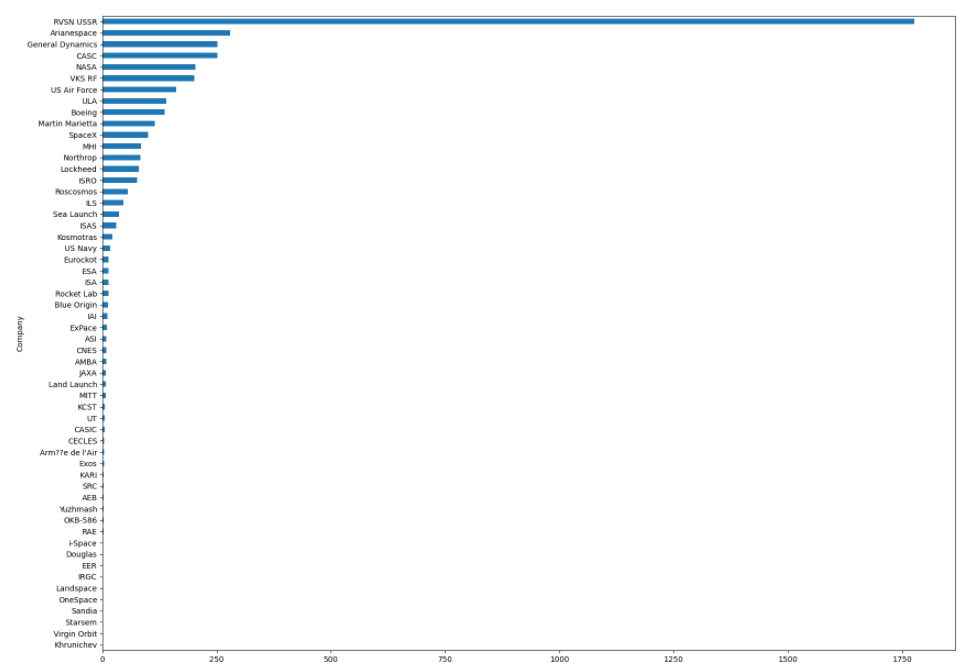 RVSN USSR
Arianespace
General Dynamics
CASC
NASA
VKS RF
US Air Force
ULA
Boeing
Martin Marietta
SpaceX
MHI
Northrop
Lockheed
ISRO
Roscosmos
ILS
Sea Launch
ISAS
Kosmotras
US Navy
Eurockot
ESA
ISA
Rocket Lab
Blue Origin
IAI
ExPace
ASI
CNES
AMBA
JAXA
Land Launch
MITT
KCST
UT
CASIC
CECLES
Arm??e de l'Air
Exos
KARI
SRC
AEB
Yuzhmash
OKB-586
RAE
i-Space
Douglas
EER
IRGC
Landspace
OneSpace
Sandia
Starsem
Virgin Orbit
Khrunichev
Company
0 250 500 750 1000 1250 1500 1750